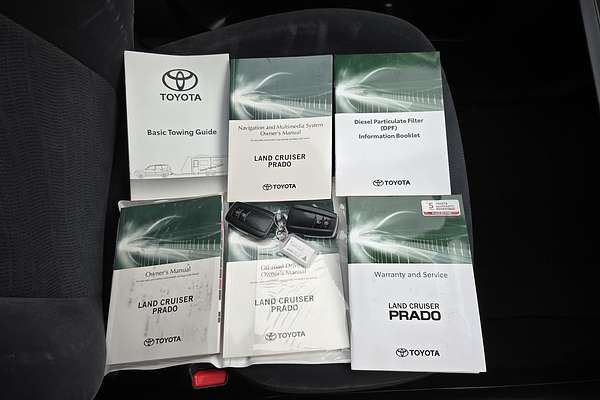 TOYOTA
Basic Towing Guide
Navigation and Multimedia System
Owner's Manual
LAND CRUISER
PRADO
TOYOTA
Diesel Particulate Filter
(DPF)
Information Booklet
TOYOTA
Owner's Manual
LAND CRUISER
PRADO
TOYOTA
Owner's Manual
LAND CRUISER
PRADO
TOYOTA
5
Warranty and Service
LAND CRUISER
PRADO
TOYOTA